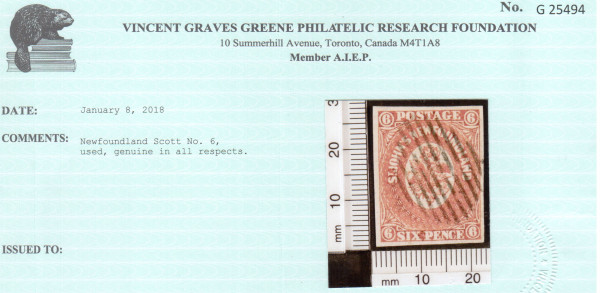 No. G 25494
VINCENT GRAVES GREENE PHILATELIC RESEARCH FOUNDATION
10 Summerhill Avenue, Toronto, Canada M4T1A8
Member A.I.E.P.
DATE: January 8, 2018
COMMENTS: Newfoundland Scott No. 6,
used, genuine in all respects.
ISSUED TO:
6 POSTAGE 6
ST. JOHN'S NEWFOUNDLAND
6 SIX PENCE 6
3
20
10
mm
mm 10 20